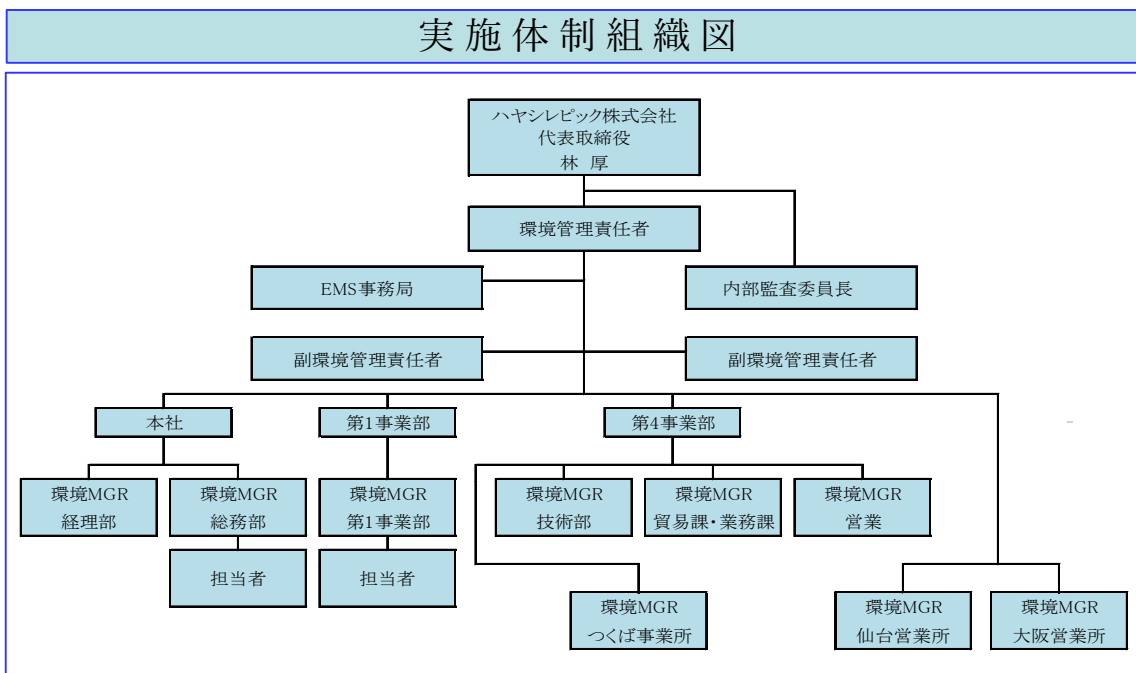 実施体制組織図
ハヤシレピック株式会社
代表取締役
林 厚
環境管理責任者
EMS事務局
内部監査委員長
副環境管理責任者
副環境管理責任者
本社
第1事業部
第4事業部
環境MGR
経理部
環境MGR
総務部
環境MGR
第1事業部
環境MGR
技術部
環境MGR
貿易課・業務課
環境MGR
営業
担当者
担当者
環境MGR
つくば事業所
環境MGR
仙台営業所
環境MGR
大阪営業所